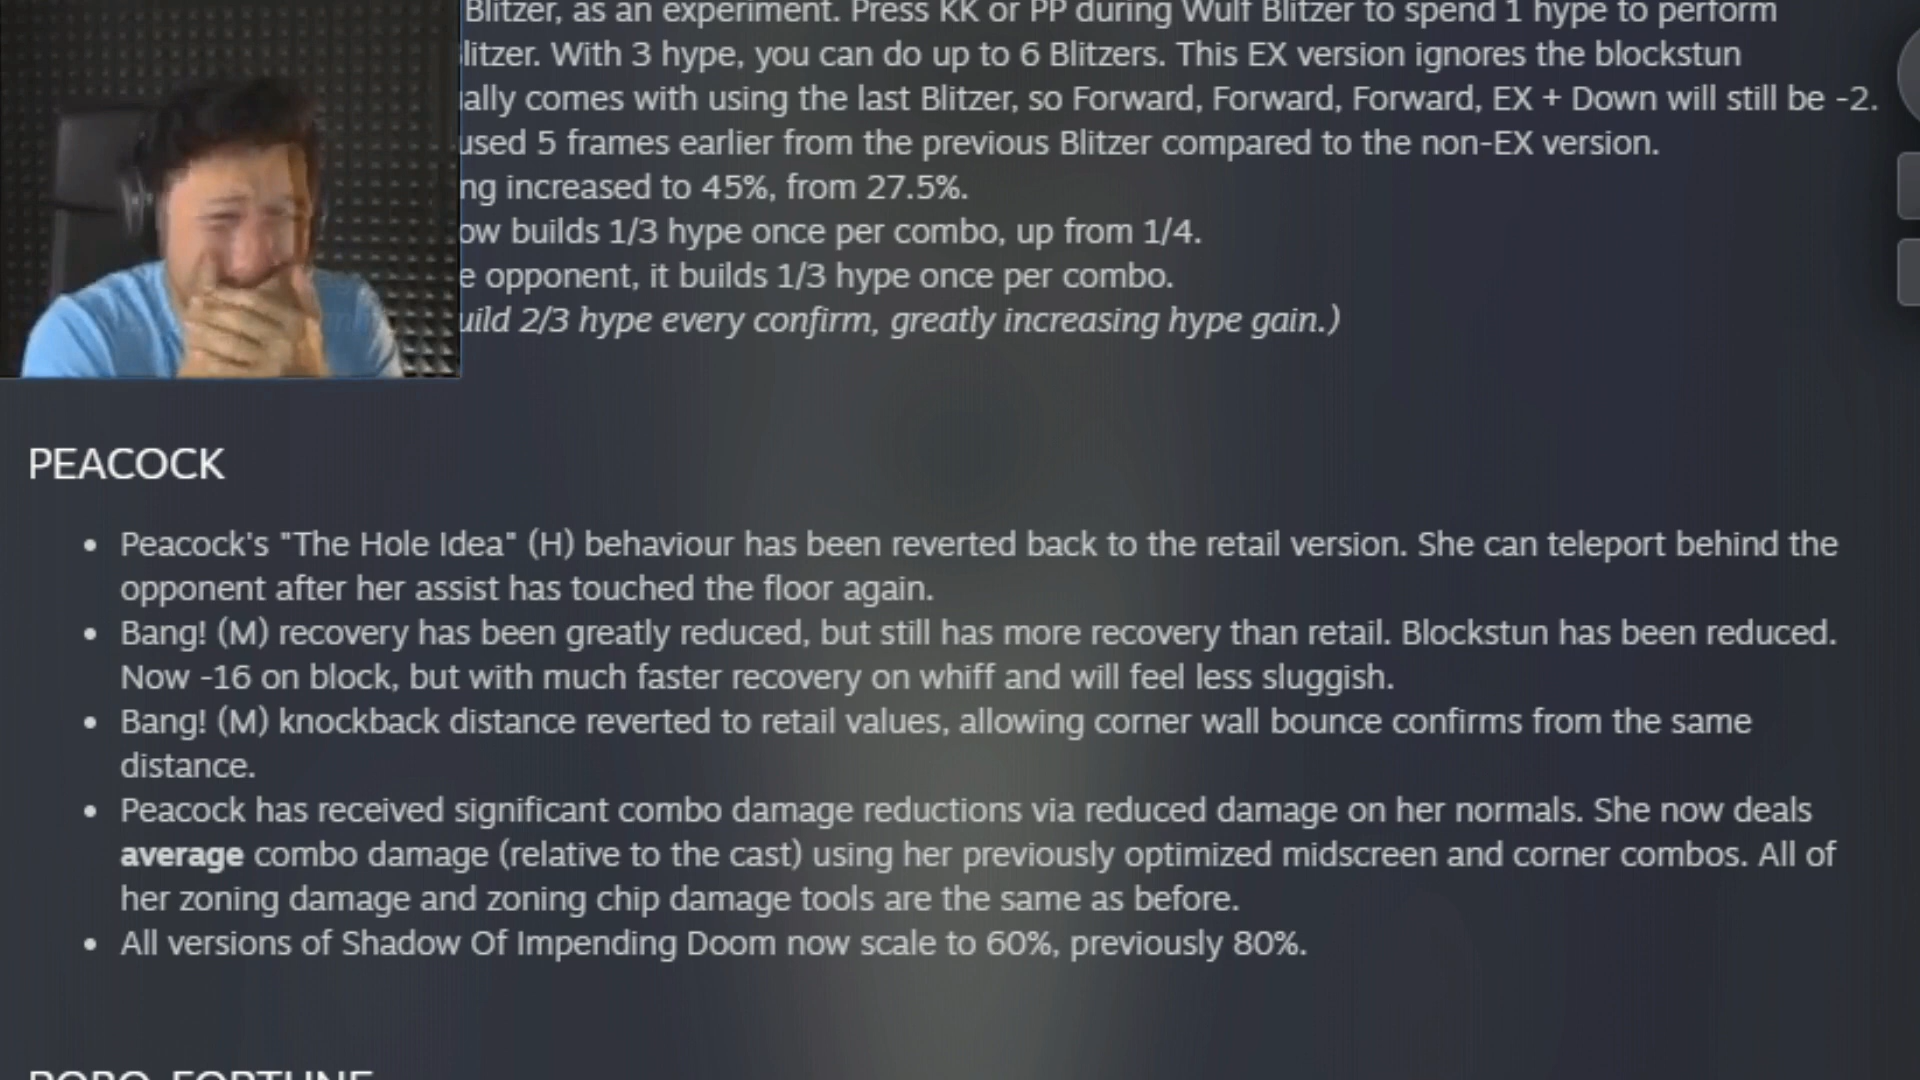 Blitzer, as an experiment. Press KK or PP during Wulf Blitzer to spend 1 hype to perform
litzer. With 3 hype, you can do up to 6 Blitzers. This EX version ignores the blockstun
ally comes with using the last Blitzer, so Forward, Forward, Forward, EX + Down will still be -2.
used 5 frames earlier from the previous Blitzer compared to the non-EX version.
ng increased to 45%, from 27.5%.
ow builds 1/3 hype once per combo, up from 1/4.
e opponent, it builds 1/3 hype once per combo.
uild 2/3 hype every confirm, greatly increasing hype gain.)
PEACOCK
• Peacock's "The Hole Idea" (H) behaviour has been reverted back to the retail version. She can teleport behind the
opponent after her assist has touched the floor again.
• Bang! (M) recovery has been greatly reduced, but still has more recovery than retail. Blockstun has been reduced.
Now -16 on block, but with much faster recovery on whiff and will feel less sluggish.
• Bang! (M) knockback distance reverted to retail values, allowing corner wall bounce confirms from the same
distance.
• Peacock has received significant combo damage reductions via reduced damage on her normals. She now deals
average combo damage (relative to the cast) using her previously optimized midscreen and corner combos. All of
her zoning damage and zoning chip damage tools are the same as before.
• All versions of Shadow Of Impending Doom now scale to 60%, previously 80%.
ROBO-FORTUNE